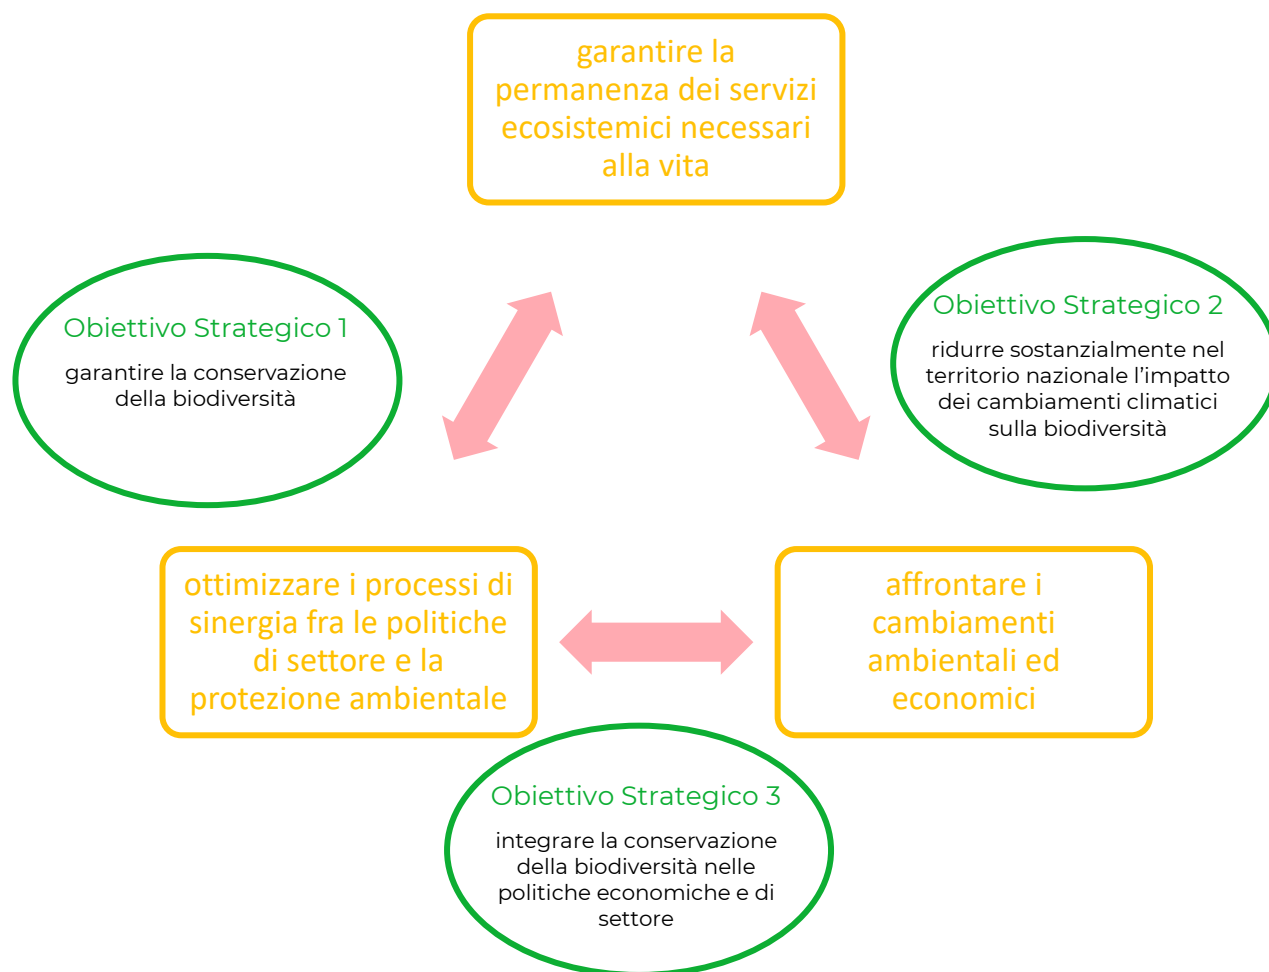 garantire la
permanenza dei servizi
ecosistemici necessari
alla vita
Obiettivo Strategico 1
garantire la conservazione
della biodiversità
Obiettivo Strategico 2
ridurre sostanzialmente nel
territorio nazionale l’impatto
dei cambiamenti climatici
sulla biodiversità
ottimizzare i processi di
sinergia fra le politiche
di settore e la
protezione ambientale
affrontare i
cambiamenti
ambientali ed
economici
Obiettivo Strategico 3
integrare la conservazione
della biodiversità nelle
politiche economiche e di
settore